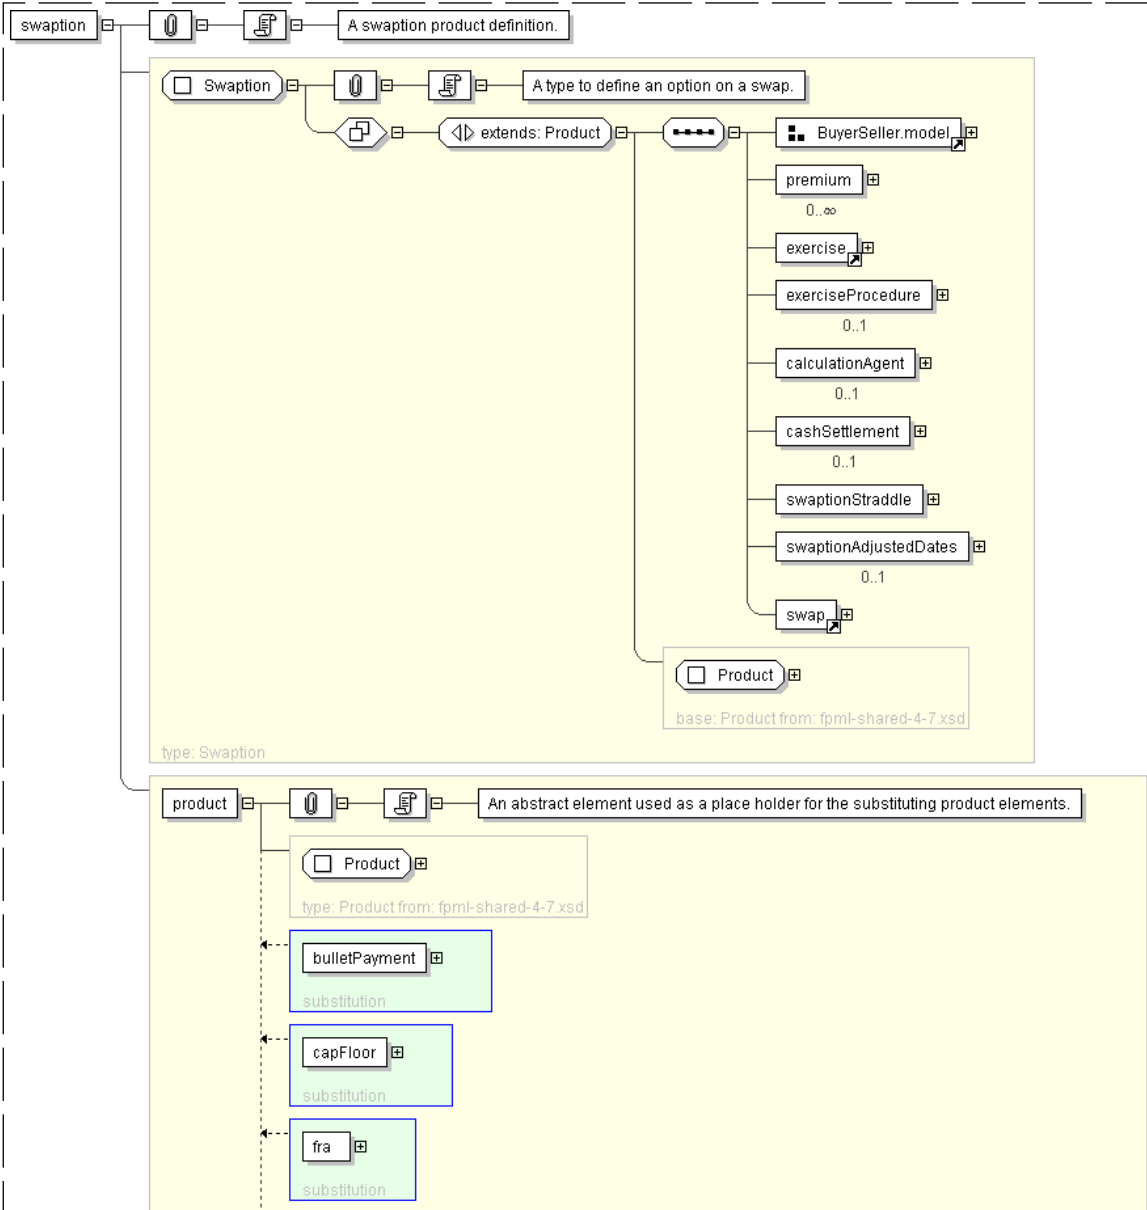 swaption
A swaption product definition.
Swaption
A type to define an option on a swap.
extends: Product
BuyerSeller.model
premium
0..∞
exercise
exerciseProcedure
0..1
calculationAgent
0..1
cashSettlement
0..1
swaptionStraddle
swaptionAdjustedDates
0..1
swap
Product
base: Product from: fpml-shared-4-7.xsd
type: Swaption
product
An abstract element used as a place holder for the substituting product elements.
Product
type: Product from: fpml-shared-4-7.xsd
bulletPayment
substitution
capFloor
substitution
fra
substitution